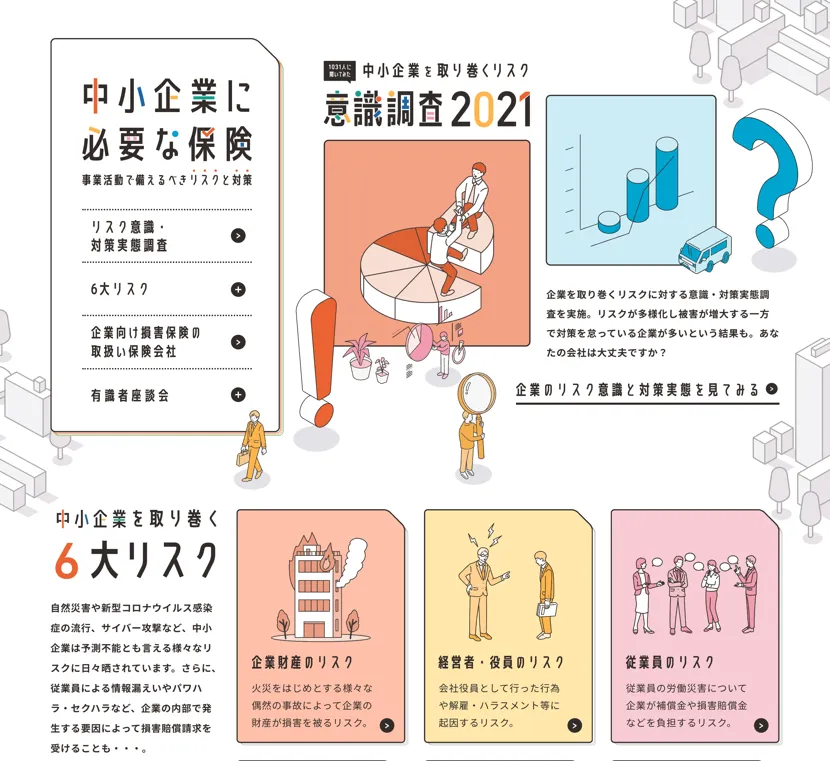 中小企業に
必要な保険
事業活動で備えるべきリスクと対策
リスク意識・
対策実態調査
6大リスク
企業向け損害保険の
取扱い保険会社
有識者座談会
1031人に
聞いてみた
中小企業を取り巻くリスク
意識調査2021
企業を取り巻くリスクに対する意識・対策実態調
査を実施。リスクが多様化し被害が増大する一方
で対策を怠っている企業が多いという結果も。あな
たの会社は大丈夫ですか？
企業のリスク意識と対策実態を見てみる
中小企業を取り巻く
6大リスク
自然災害や新型コロナウイルス感染
症の流行、サイバー攻撃など、中小
企業は予測不能とも言える様々なリ
スクに日々晒されています。さらに、
従業員による情報漏えいやパワハ
ラ・セクハラなど、企業の内部で発
生する要因によって損害賠償請求を
受けることも・・・。
企業財産のリスク
火災をはじめとする様々な
偶然の事故によって企業の
財産が損害を被るリスク。
経営者・役員のリスク
会社役員として行った行為
や解雇・ハラスメント等に
起因するリスク。
従業員のリスク
従業員の労働災害について
企業が補償金や損害賠償金
などを負担するリスク。